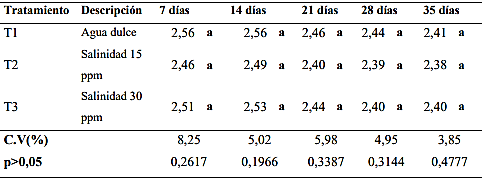 Tratamiento Descripción 7 días 14 días 21 días 28 días 35 días
T1 Agua dulce 2,56 a 2,56 a 2,46 a 2,44 a 2,41 a
T2 Salinidad 15 ppm 2,46 a 2,49 a 2,40 a 2,39 a 2,38 a
T3 Salinidad 30 ppm 2,51 a 2,53 a 2,44 a 2,40 a 2,40 a
C.V(%) 8,25 5,02 5,98 4,95 3,85
p>0,05 0,2617 0,1966 0,3387 0,3144 0,4777